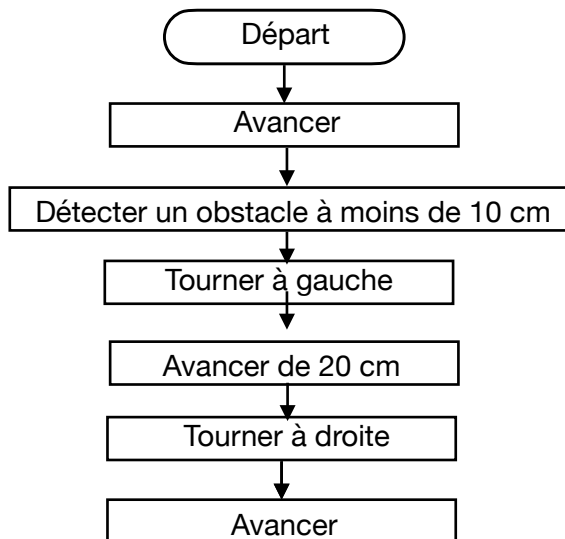 Départ
Avancer
Détecter un obstacle à moins de 10 cm
Tourner à gauche
Avancer de 20 cm
Tourner à droite
Avancer